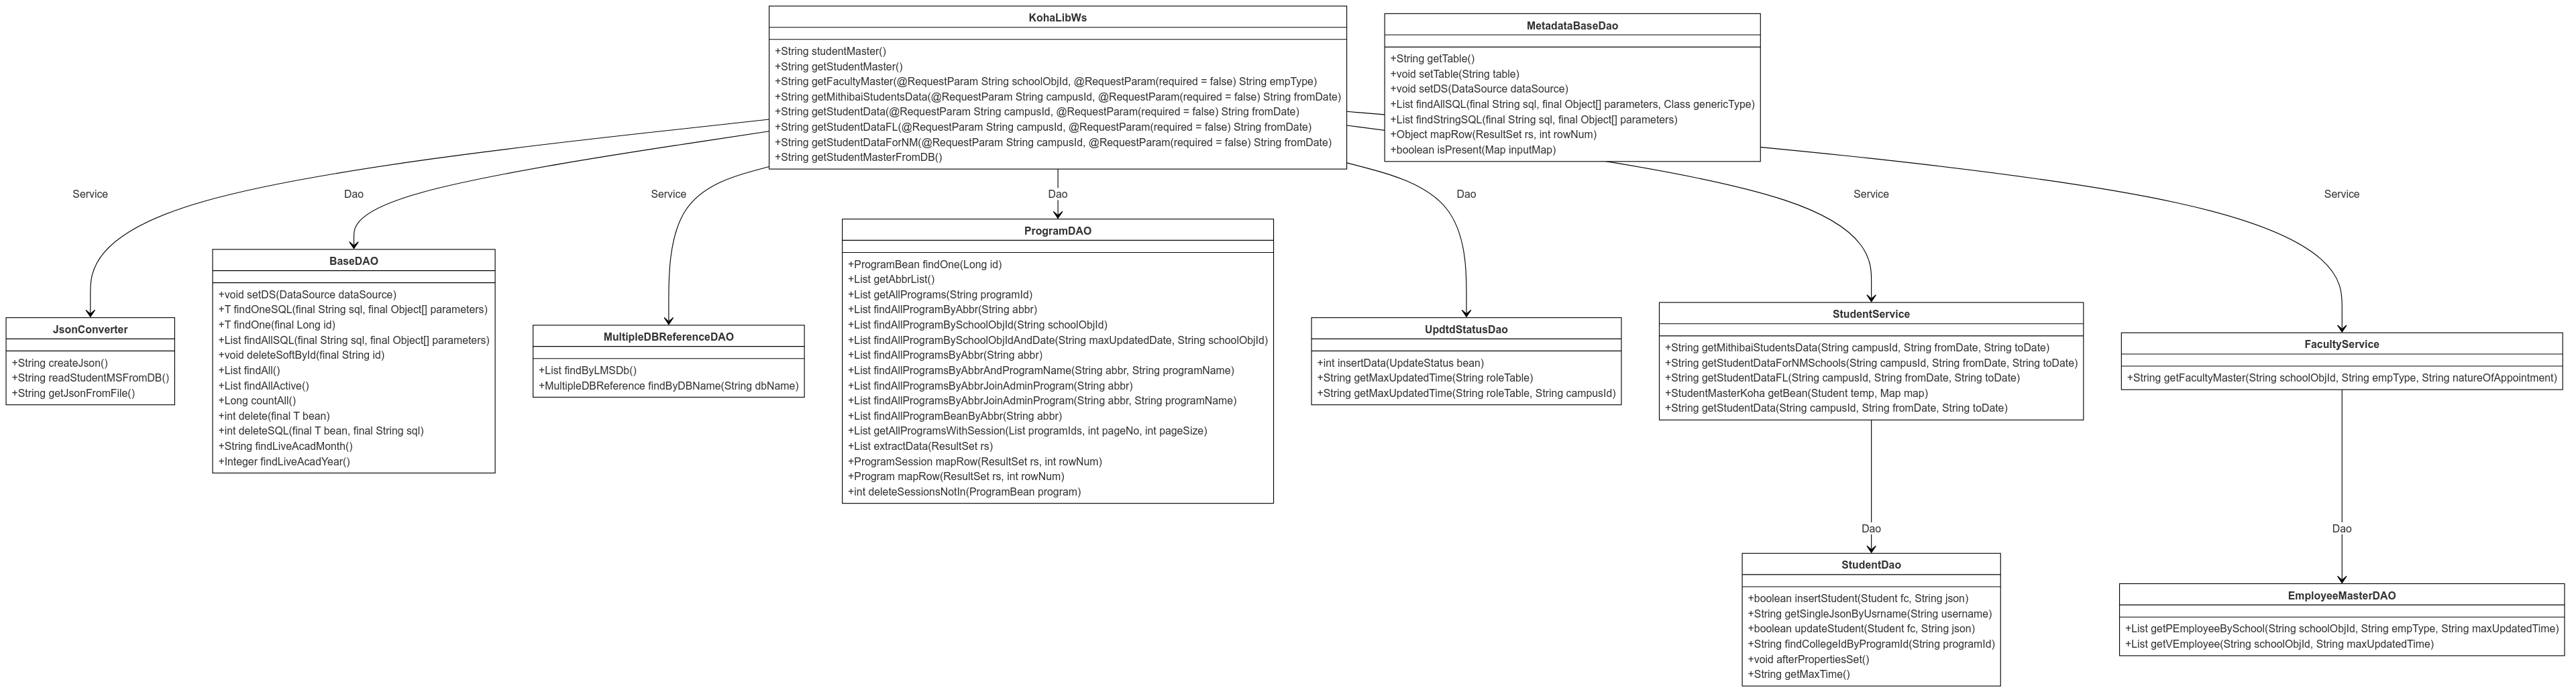 KohaLibWs
+String studentMaster()
+String getStudentMaster()
+String getFacultyMaster(@RequestParam String schoolObjId, @RequestParam(required = false) String empType)
+String getMithibaiStudentsData(@RequestParam String campusId, @RequestParam(required = false) String fromDate)
+String getStudentData(@RequestParam String campusId, @RequestParam(required = false) String fromDate)
+String getStudentDataFL(@RequestParam String campusId, @RequestParam(required = false) String fromDate)
+String getStudentDataForNM(@RequestParam String campusId, @RequestParam(required = false) String fromDate)
+String getStudentMasterFromDB()
MetadataBaseDao
+String getTable()
+void setTable(String table)
+void setDS(DataSource dataSource)
+List findAllSQL(final String sql, final Object[] parameters, Class genericType)
+List findStringSQL(final String sql, final Object[] parameters)
+Object mapRow(ResultSet rs, int rowNum)
+boolean isPresent(Map inputMap)
Service
Dao
Service
Dao
Dao
Service
Service
JsonConverter
+String createJson()
+String readStudentMSFromDB()
+String getJsonFromFile()
BaseDAO
+void setDS(DataSource dataSource)
+T findOneSQL(final String sql, final Object[] parameters)
+T findOne(final Long id)
+List findAllSQL(final String sql, final Object[] parameters)
+void deleteSoftById(final String id)
+List findAll()
+List findAllActive()
+Long countAll()
+int delete(final T bean)
+int deleteSQL(final T bean, final String sql)
+String findLiveAcadMonth()
+Integer findLiveAcadYear()
MultipleDBReferenceDAO
+List findByLMSDb()
+MultipleDBReference findByDBName(String dbName)
ProgramDAO
+ProgramBean findOne(Long id)
+List getAbbrList()
+List getAllPrograms(String programId)
+List findAllProgramByAbbr(String abbr)
+List findAllProgramBySchoolObjId(String schoolObjId)
+List findAllProgramBySchoolObjIdAndDate(String maxUpdatedDate, String schoolObjId)
+List findAllProgramsByAbbr(String abbr)
+List findAllProgramsByAbbrAndProgramName(String abbr, String programName)
+List findAllProgramsByAbbrJoinAdminProgram(String abbr)
+List findAllProgramsByAbbrJoinAdminProgram(String abbr, String programName)
+List findAllProgramBeanByAbbr(String abbr)
+List getAllProgramsWithSession(List programIds, int pageNo, int pageSize)
+List extractData(ResultSet rs)
+ProgramSession mapRow(ResultSet rs, int rowNum)
+Program mapRow(ResultSet rs, int rowNum)
+int deleteSessionsNotIn(ProgramBean program)
UpdtdStatusDao
+int insertData(UpdateStatus bean)
+String getMaxUpdatedTime(String roleTable)
+String getMaxUpdatedTime(String roleTable, String campusId)
StudentService
+String getMithibaiStudentsData(String campusId, String fromDate, String toDate)
+String getStudentDataForNMSchools(String campusId, String fromDate, String toDate)
+String getStudentDataFL(String campusId, String fromDate, String toDate)
+StudentMasterKoha getBean(Student temp, Map map)
+String getStudentData(String campusId, String fromDate, String toDate)
FacultyService
+String getFacultyMaster(String schoolObjId, String empType, String natureOfAppointment)
Dao
Dao
StudentDao
+boolean insertStudent(Student fc, String json)
+String getSingleJsonByUsrname(String username)
+boolean updateStudent(Student fc, String json)
+String findCollegeIdByProgramId(String programId)
+void afterPropertiesSet()
+String getMaxTime()
EmployeeMasterDAO
+List getPEmployeeBySchool(String schoolObjId, String empType, String maxUpdatedTime)
+List getVEmployee(String schoolObjId, String maxUpdatedTime)